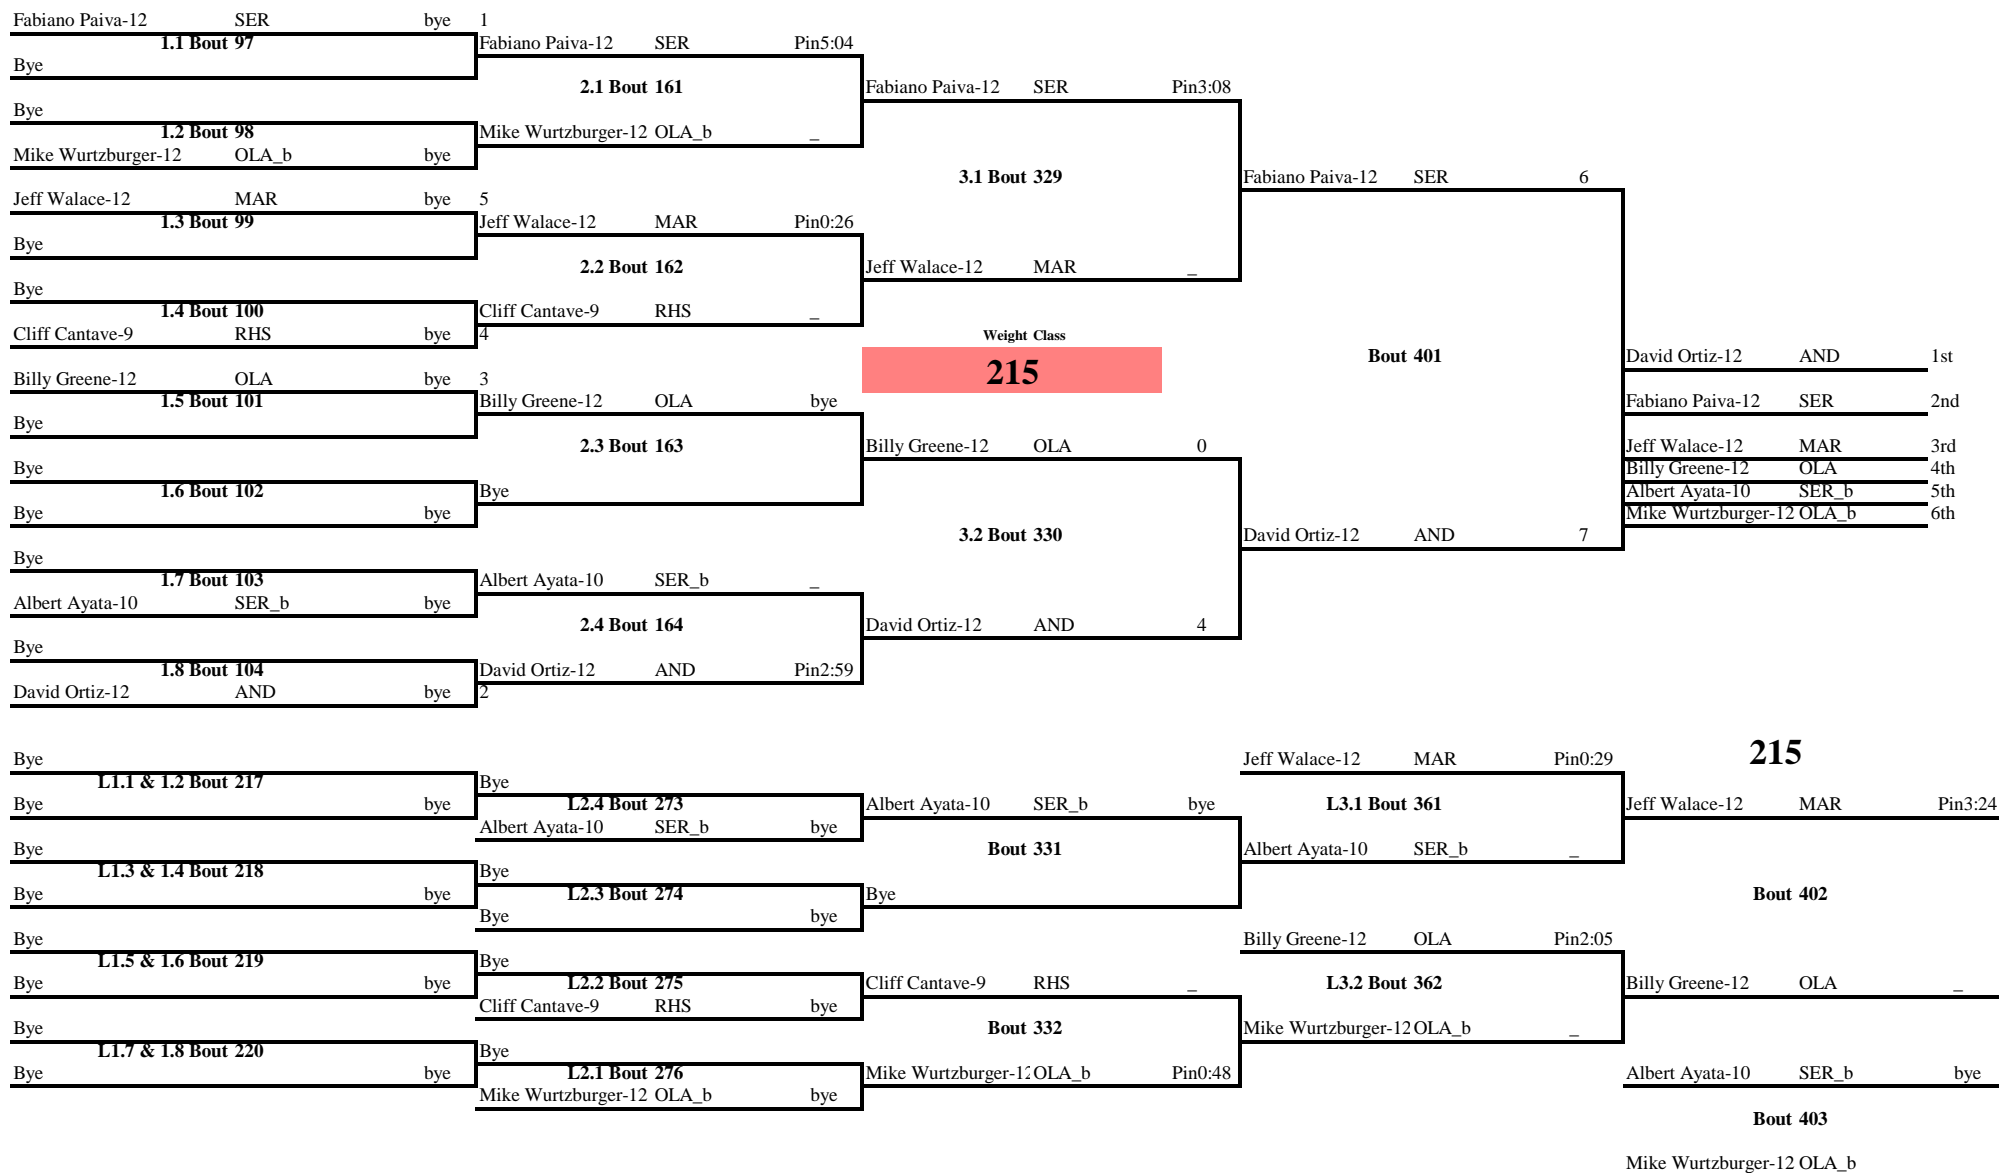 Fabiano Paiva-12 SER bye 1
1.1 Bout 97 Fabiano Paiva-12 SER Pin5:04
Bye
2.1 Bout 161 Fabiano Paiva-12 SER Pin3:08
Bye
1.2 Bout 98 Mike Wurtzburger-12 OLA_b _
Mike Wurtzburger-12 OLA_b bye
3.1 Bout 329 Fabiano Paiva-12 SER 6
Jeff Walace-12 MAR bye 5
1.3 Bout 99 Jeff Walace-12 MAR Pin0:26
Bye
2.2 Bout 162 Jeff Walace-12 MAR _
Bye
1.4 Bout 100 Cliff Cantave-9 RHS _
Cliff Cantave-9 RHS bye 4 Weight Class
Bout 401 David Ortiz-12 AND 1st
215
Billy Greene-12 OLA bye 3
1.5 Bout 101 Billy Greene-12 OLA bye Fabiano Paiva-12 SER 2nd
Bye
2.3 Bout 163 Billy Greene-12 OLA 0 Jeff Walace-12 MAR 3rd
Bye Billy Greene-12 OLA 4th
1.6 Bout 102 Bye Albert Ayata-10 SER_b 5th
Bye bye Mike Wurtzburger-12 OLA_b 6th
3.2 Bout 330 David Ortiz-12 AND 7
Bye
1.7 Bout 103 Albert Ayata-10 SER_b _
Albert Ayata-10 SER_b bye
2.4 Bout 164 David Ortiz-12 AND 4
Bye
1.8 Bout 104 David Ortiz-12 AND Pin2:59
David Ortiz-12 AND bye 2
Bye Jeff Walace-12 MAR Pin0:29 215
L1.1 & 1.2 Bout 217 Bye
Bye bye L2.4 Bout 273 Albert Ayata-10 SER_b bye L3.1 Bout 361 Jeff Walace-12 MAR Pin3:24
Albert Ayata-10 SER_b bye
Bye Bout 331 Albert Ayata-10 SER_b _
L1.3 & 1.4 Bout 218 Bye
Bye bye L2.3 Bout 274 Bye Bout 402
Bye bye
Bye Billy Greene-12 OLA Pin2:05
L1.5 & 1.6 Bout 219 Bye
Bye bye L2.2 Bout 275 Cliff Cantave-9 RHS _ L3.2 Bout 362 Billy Greene-12 OLA _
Cliff Cantave-9 RHS bye
Bye Bout 332 Mike Wurtzburger-12 OLA_b _
L1.7 & 1.8 Bout 220 Bye
Bye bye L2.1 Bout 276 Mike Wurtzburger-12 OLA_b Pin0:48 Albert Ayata-10 SER_b bye
Mike Wurtzburger-12 OLA_b bye
Bout 403
Mike Wurtzburger-12 OLA_b